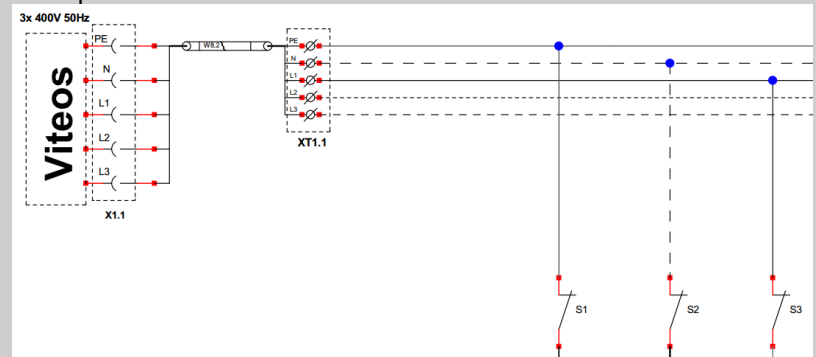 3x 400V 50Hz
Viteos
PE
N
L1
L2
L3
X1.1
W8.2
PE
N
L1
L2
L3
XT1.1
S1
S2
S3